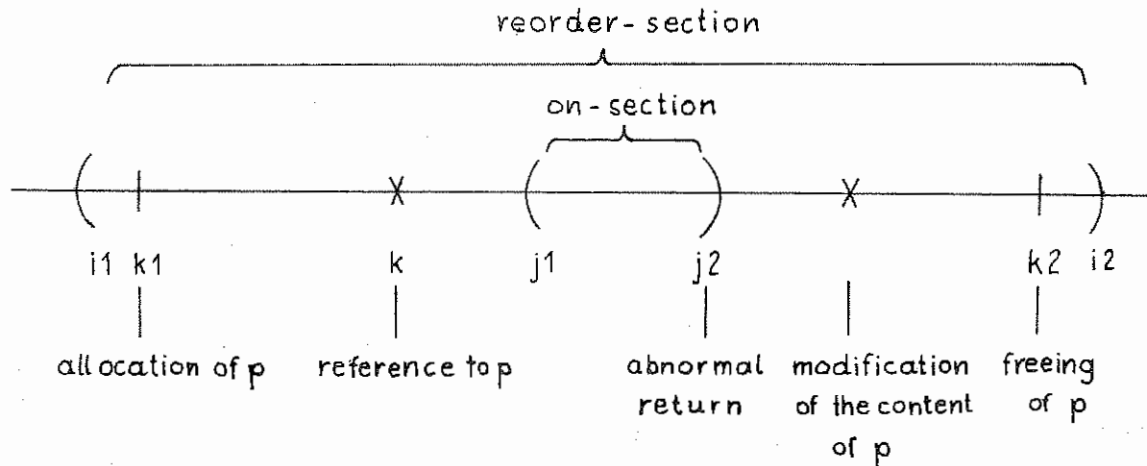 reorder-section
on-section
i1 k1 k j1 j2 k2 i2
allocation of p reference to p abnormal modification freeing
return of the content of p
of p